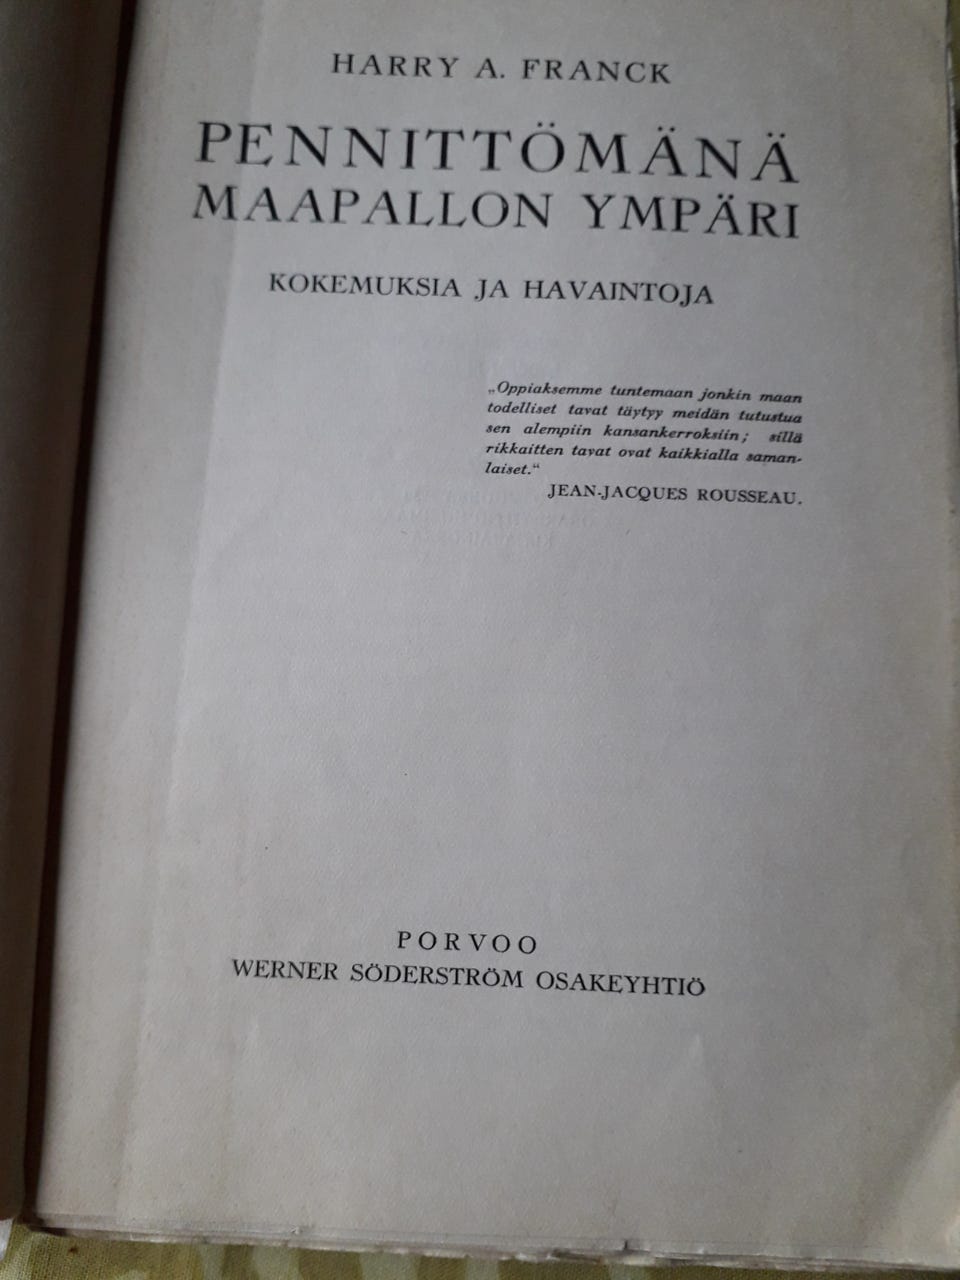 HARRY A. FRANCK
PENNITTÖMÄNÄ
MAAPALLON YMPÄRI
KOKEMUKSIA JA HAVAINTOJA
„Oppiaksemme tuntemaan jonkin maan
todelliset tavat täytyy meidän tutustua
sen alempiin kansankerroksiin; sillä
rikkaitten tavat ovat kaikkialla saman-
laiset.“
JEAN-JACQUES ROUSSEAU.
PORVOO
WERNER SÖDERSTRÖM OSAKEYHTIÖ